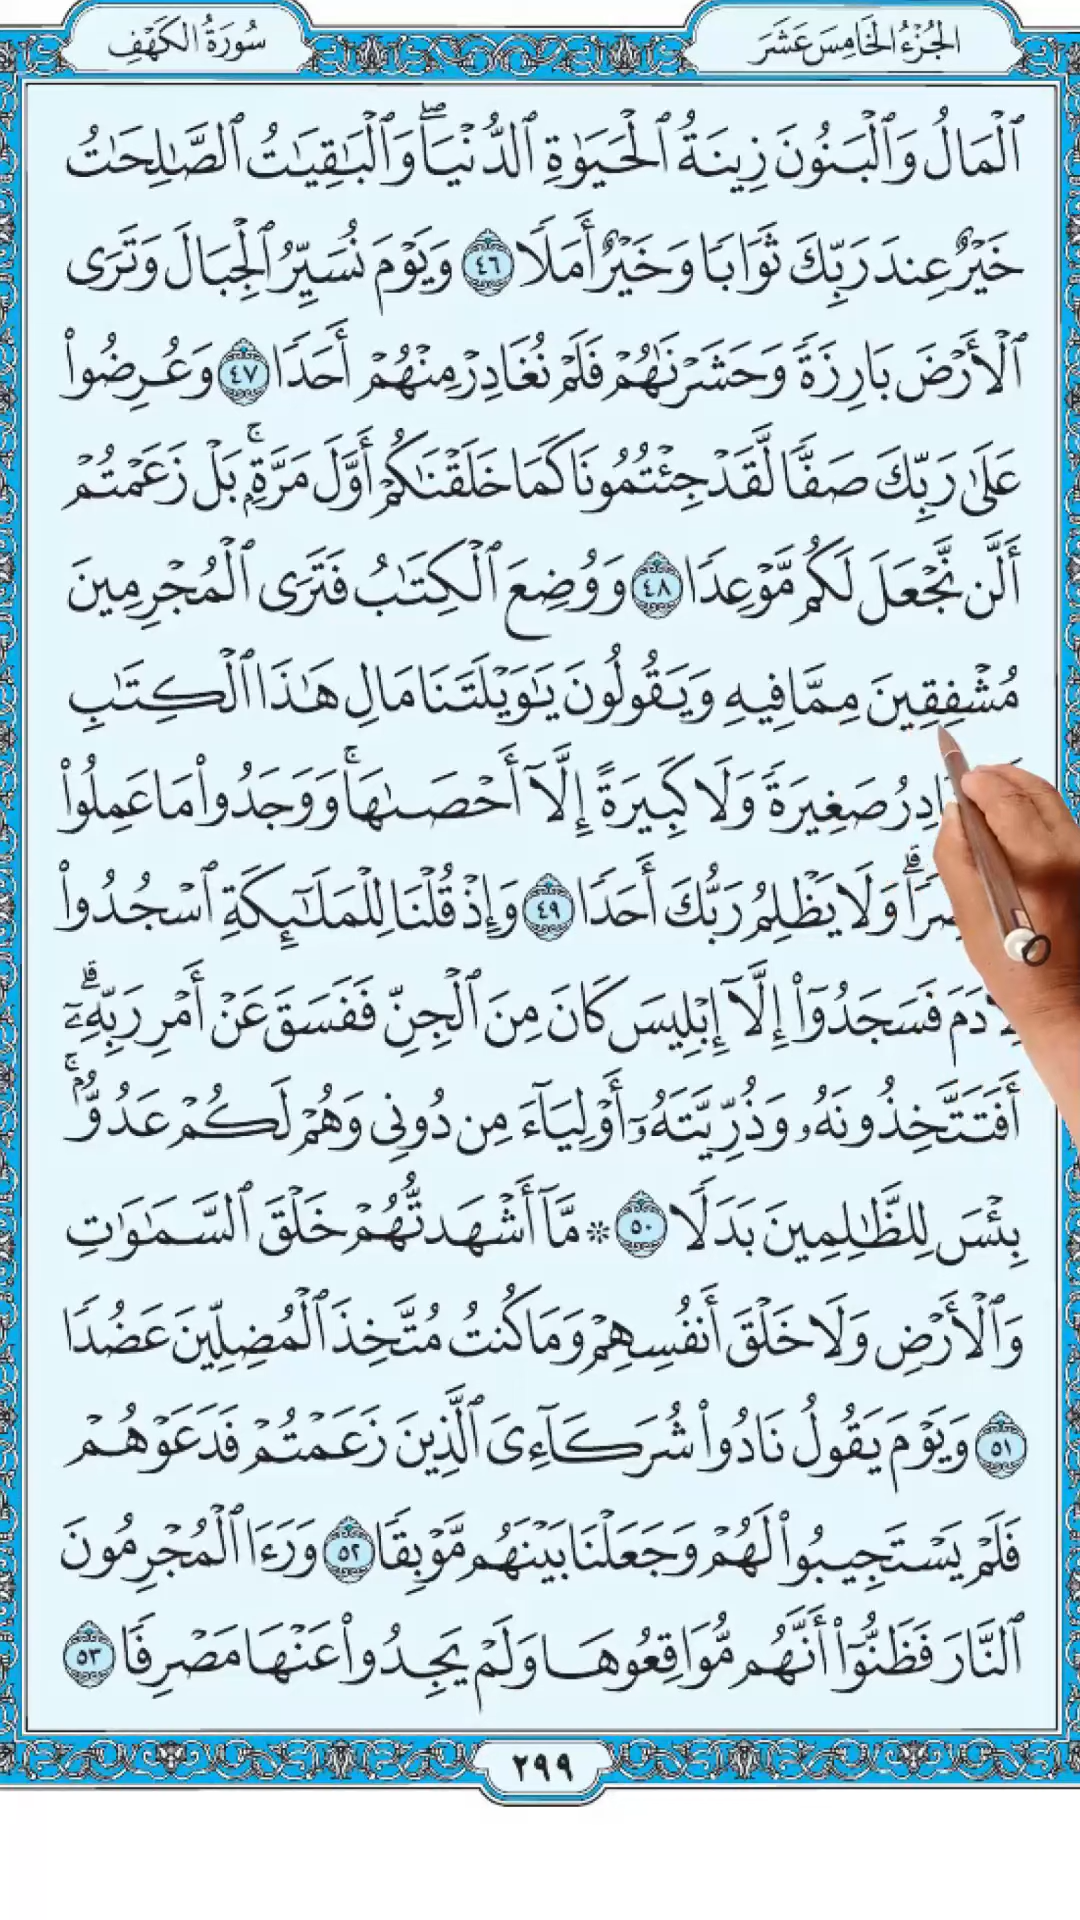 الجُزْءُ الخَامِسَ عَشَرَ
سُورَةُ الكَهْفِ
ٱلْمَالُ وَٱلْبَنُونَ زِينَةُ ٱلْحَيَوٰةِ ٱلدُّنْيَاۖ وَٱلْبَٰقِيَٰتُ ٱلصَّٰلِحَٰتُ
خَيْرٌ عِندَ رَبِّكَ ثَوَابًا وَخَيْرٌ أَمَلًا ٤٦ وَيَوْمَ نُسَيِّرُ ٱلْجِبَالَ وَتَرَى
ٱلْأَرْضَ بَارِزَةً وَحَشَرْنَٰهُمْ فَلَمْ نُغَادِرْ مِنْهُمْ أَحَدًا ٤٧ وَعُرِضُوا۟
عَلَىٰ رَبِّكَ صَفًّا لَّقَدْ جِئْتُمُونَا كَمَا خَلَقْنَٰكُمْ أَوَّلَ مَرَّةِۭۚ بَلْ زَعَمْتُمْ
أَلَّن نَّجْعَلَ لَكُم مَّوْعِدًا ٤٨ وَوُضِعَ ٱلْكِتَٰبُ فَتَرَى ٱلْمُجْرِمِينَ
مُشْفِقِينَ مِمَّا فِيهِ وَيَقُولُونَ يَٰوَيْلَتَنَا مَالِ هَٰذَا ٱلْكِتَٰبِ
صَغِيرَةً وَلَا كَبِيرَةً إِلَّآ أَحْصَىٰهَاۚ وَوَجَدُوا۟ مَا عَمِلُوا۟
وَلَا يَظْلِمُ رَبُّكَ أَحَدًا ٤٩ وَإِذْ قُلْنَا لِلْمَلَٰٓئِكَةِ ٱسْجُدُوا۟
لِءَادَمَ فَسَجَدُوٓا۟ إِلَّآ إِبْلِيسَ كَانَ مِنَ ٱلْجِنِّ فَفَسَقَ عَنْ أَمْرِ رَبِّهِۦٓۗ
أَفَتَتَّخِذُونَهُۥ وَذُرِّيَّتَهُۥٓ أَوْلِيَآءَ مِن دُونِى وَهُمْ لَكُمْ عَدُوٌّۢۚ
بِئْسَ لِلظَّٰلِمِينَ بَدَلًا ٥٠ ۞ مَّآ أَشْهَدتُّهُمْ خَلْقَ ٱلسَّمَٰوَٰتِ
وَٱلْأَرْضِ وَلَا خَلْقَ أَنفُسِهِمْ وَمَا كُنتُ مُتَّخِذَ ٱلْمُضِلِّينَ عَضُدًا
٥١ وَيَوْمَ يَقُولُ نَادُوا۟ شُرَكَآءِىَ ٱلَّذِينَ زَعَمْتُمْ فَدَعَوْهُمْ
فَلَمْ يَسْتَجِيبُوا۟ لَهُمْ وَجَعَلْنَا بَيْنَهُم مَّوْبِقًا ٥٢ وَرَءَا ٱلْمُجْرِمُونَ
ٱلنَّارَ فَظَنُّوٓا۟ أَنَّهُم مُّوَاقِعُوهَا وَلَمْ يَجِدُوا۟ عَنْهَا مَصْرِفًا ٥٣
٢٩٩